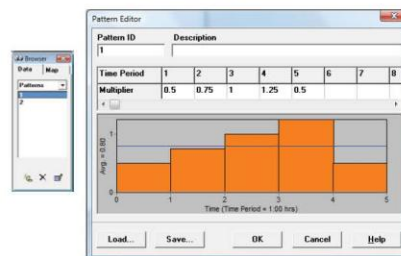 Browser
Data Map
Patterns
1
2
Pattern Editor
Pattern ID Description
1
Time Period 1 2 3 4 5 6 7 8
Multiplier 0.5 0.75 1 1.25 0.5
Avg. = 0.80
1
0
0 1 2 3 4 5
Time (Time Period = 1:00 hrs)
Load... Save... OK Cancel Help